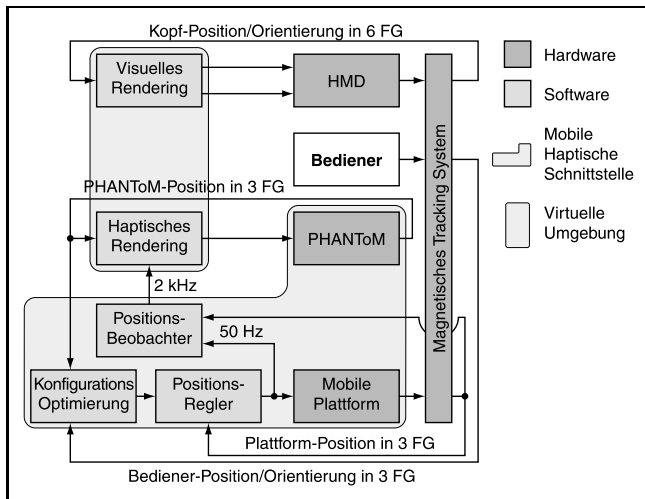 Kopf-Position/Orientierung in 6 FG
Visuelles
Rendering
HMD
Hardware
Software
Bediener
Magnetisches Tracking System
Mobile
Haptische
Schnittstelle
PHANToM-Position in 3 FG
Haptisches
Rendering
PHANToM
Virtuelle
Umgebung
2 kHz
Positions-
Beobachter
50 Hz
Konfigurations
Optimierung
Positions-
Regler
Mobile
Plattform
Plattform-Position in 3 FG
Bediener-Position/Orientierung in 3 FG